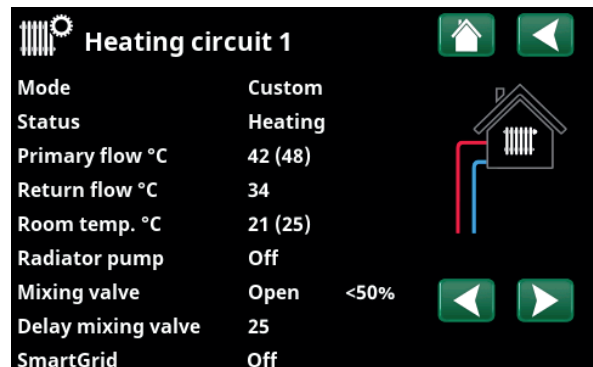 Heating circuit 1
Mode Custom
Status Heating
Primary flow °C 42 (48)
Return flow °C 34
Room temp. °C 21 (25)
Radiator pump Off
Mixing valve Open <50%
Delay mixing valve 25
SmartGrid Off